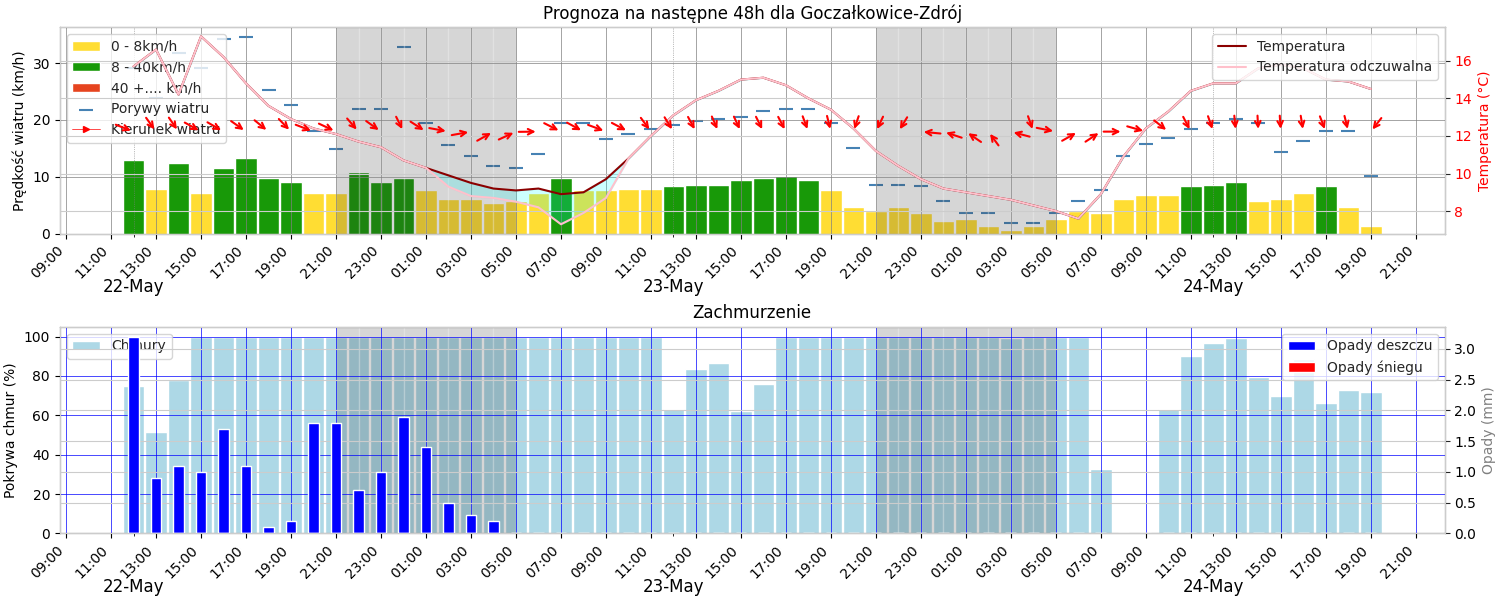 Prognoza na następne 48h dla Goczałkowice-Zdrój
Prędkość wiatru (km/h)
30
20
10
0
0 - 8km/h
8 - 40km/h
40 +.... km/h
Porywy wiatru
Kierunek wiatru
Temperatura
Temperatura odczuwalna
16
14
12
10
8
Temperatura (°C)
09:00 11:00 13:00 15:00 17:00 19:00 21:00 23:00 01:00 03:00 05:00 07:00 09:00 11:00 13:00 15:00 17:00 19:00 21:00 23:00 01:00 03:00 05:00 07:00 09:00 11:00 13:00 15:00 17:00 19:00 21:00
22-May 23-May 24-May
Zachmurzenie
Pokrywa chmur (%)
100
80
60
40
20
0
Chmury
Opady deszczu
Opady śniegu
3.0
2.5
2.0
1.5
1.0
0.5
0.0
Opady (mm)
09:00 11:00 13:00 15:00 17:00 19:00 21:00 23:00 01:00 03:00 05:00 07:00 09:00 11:00 13:00 15:00 17:00 19:00 21:00 23:00 01:00 03:00 05:00 07:00 09:00 11:00 13:00 15:00 17:00 19:00 21:00
22-May 23-May 24-May